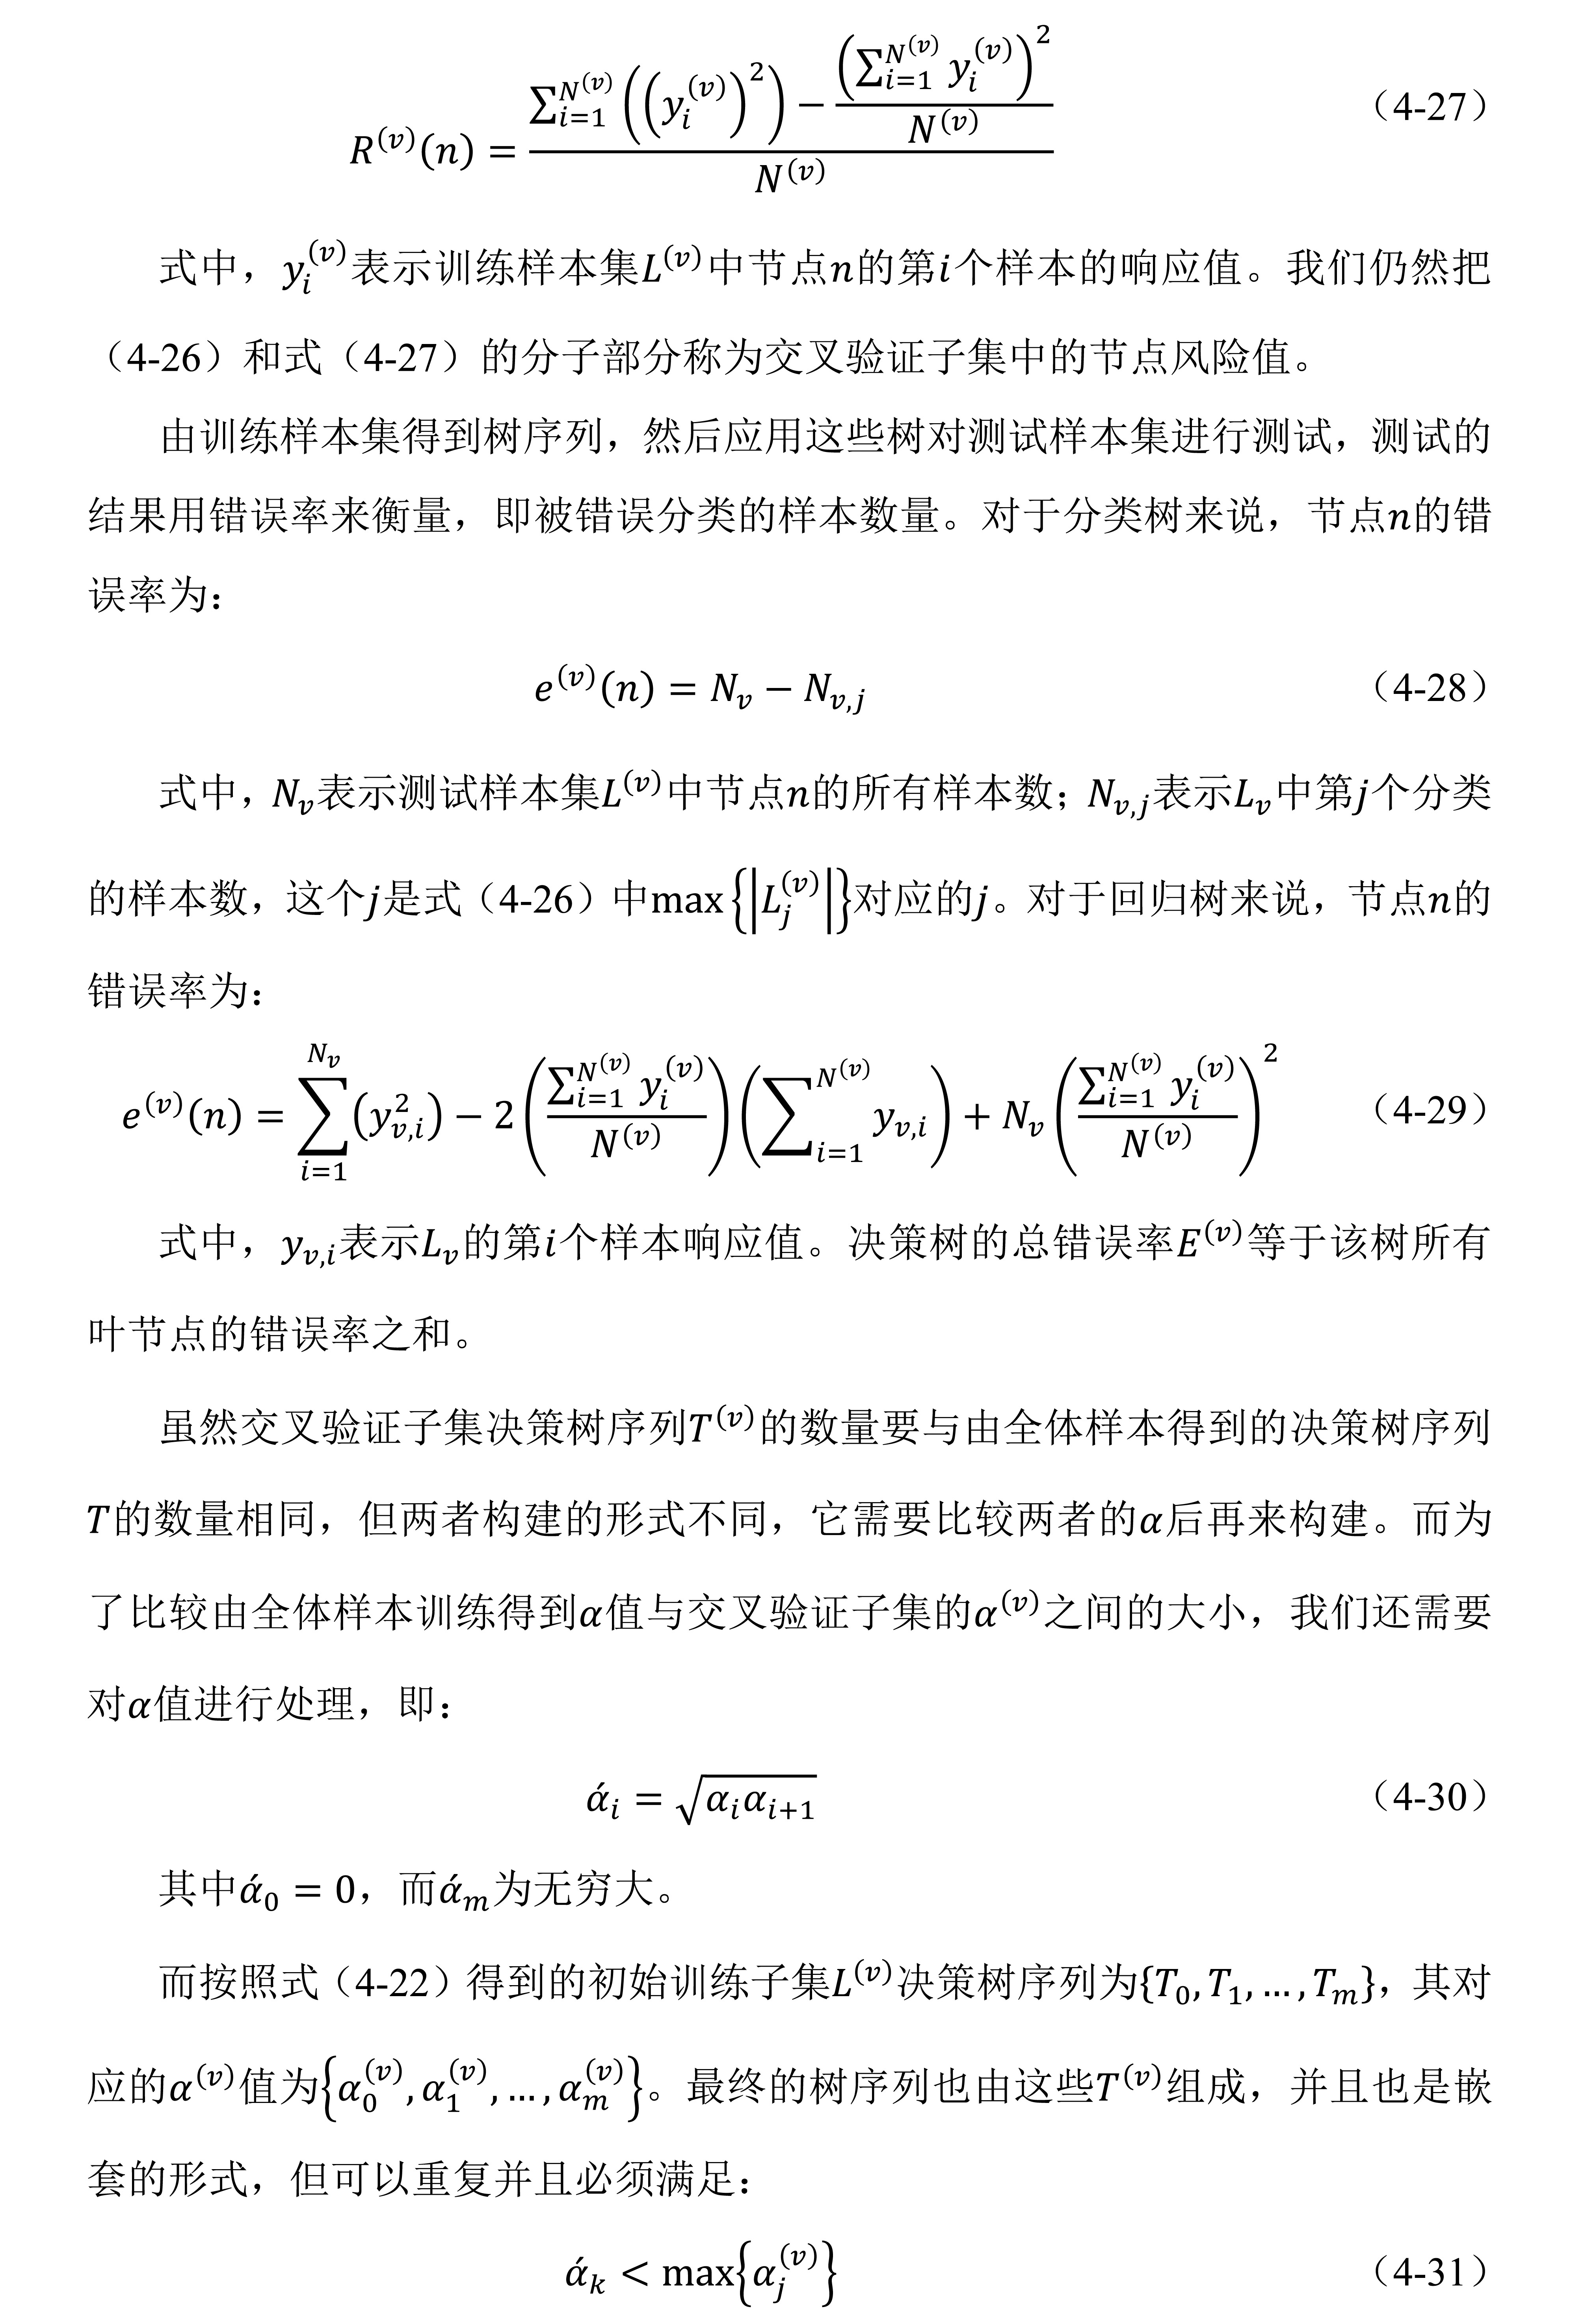 $R^{(v)}(n) = \frac{\sum_{i=1}^{N^{(v)}}\left(\left(y_i^{(v)}\right)^2\right) - \frac{\left(\sum_{i=1}^{N^{(v)}} y_i^{(v)}\right)^2}{N^{(v)}}}{N^{(v)}}$ （4-27）
式中，$y_i^{(v)}$表示训练样本集$L^{(v)}$中节点$n$的第$i$个样本的响应值。我们仍然把
（4-26）和式（4-27）的分子部分称为交叉验证子集中的节点风险值。
由训练样本集得到树序列，然后应用这些树对测试样本集进行测试，测试的
结果用错误率来衡量，即被错误分类的样本数量。对于分类树来说，节点$n$的错
误率为：
$e^{(v)}(n) = N_v - N_{v,j}$ （4-28）
式中，$N_v$表示测试样本集$L^{(v)}$中节点$n$的所有样本数；$N_{v,j}$表示$L_v$中第$j$个分类
的样本数，这个$j$是式（4-26）中$\max\left\{\left|L_j^{(v)}\right|\right\}$对应的$j$。对于回归树来说，节点$n$的
错误率为：
$e^{(v)}(n) = \sum_{i=1}^{N_v}\left(y_{v,i}^2\right) - 2\left(\frac{\sum_{i=1}^{N^{(v)}} y_i^{(v)}}{N^{(v)}}\right)\left(\sum_{i=1}^{N^{(v)}} y_{v,i}\right) + N_v\left(\frac{\sum_{i=1}^{N^{(v)}} y_i^{(v)}}{N^{(v)}}\right)^2$ （4-29）
式中，$y_{v,i}$表示$L_v$的第$i$个样本响应值。决策树的总错误率$E^{(v)}$等于该树所有
叶节点的错误率之和。
虽然交叉验证子集决策树序列$T^{(v)}$的数量要与由全体样本得到的决策树序列
$T$的数量相同，但两者构建的形式不同，它需要比较两者的$\alpha$后再来构建。而为
了比较由全体样本训练得到$\alpha$值与交叉验证子集的$\alpha^{(v)}$之间的大小，我们还需要
对$\alpha$值进行处理，即：
$\acute{\alpha}_i = \sqrt{\alpha_i \alpha_{i+1}}$ （4-30）
其中$\acute{\alpha}_0 = 0$，而$\acute{\alpha}_m$为无穷大。
而按照式（4-22）得到的初始训练子集$L^{(v)}$决策树序列为$\{T_0, T_1, \ldots, T_m\}$，其对
应的$\alpha^{(v)}$值为$\left\{\alpha_0^{(v)}, \alpha_1^{(v)}, \ldots, \alpha_m^{(v)}\right\}$。最终的树序列也由这些$T^{(v)}$组成，并且也是嵌
套的形式，但可以重复并且必须满足：
$\acute{\alpha}_k < \max\left\{\alpha_j^{(v)}\right\}$ （4-31）